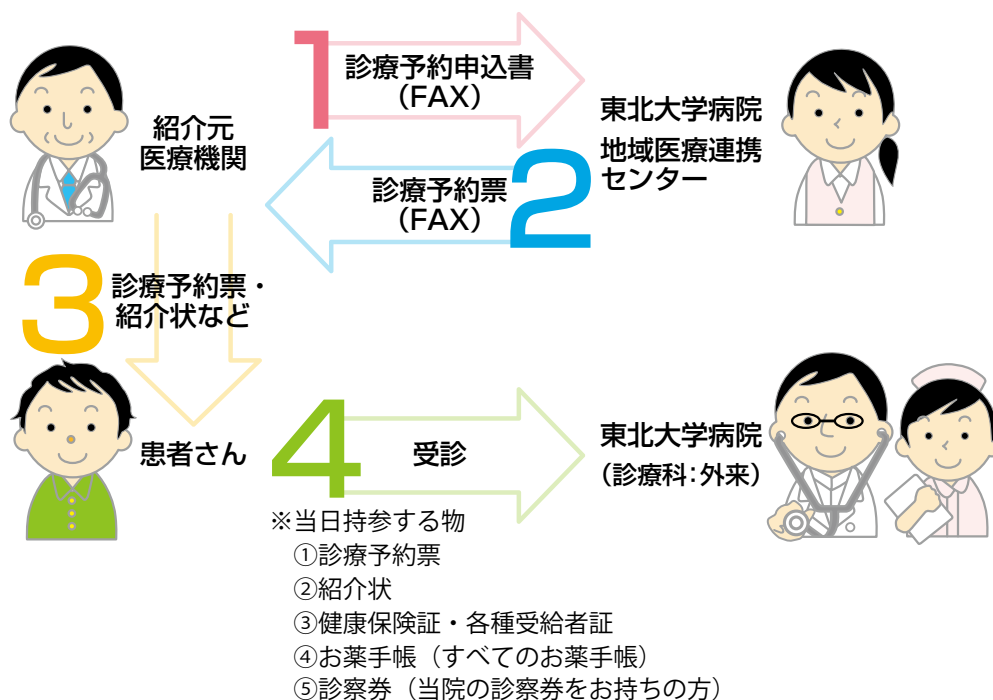 1
診療予約申込書
（FAX）
紹介元
医療機関
東北大学病院
地域医療連携
センター
2
診療予約票
（FAX）
3
診療予約票・
紹介状など
患者さん
4
受診
東北大学病院
（診療科：外来）
※当日持参する物
①診療予約票
②紹介状
③健康保険証・各種受給者証
④お薬手帳（すべてのお薬手帳）
⑤診察券（当院の診察券をお持ちの方）